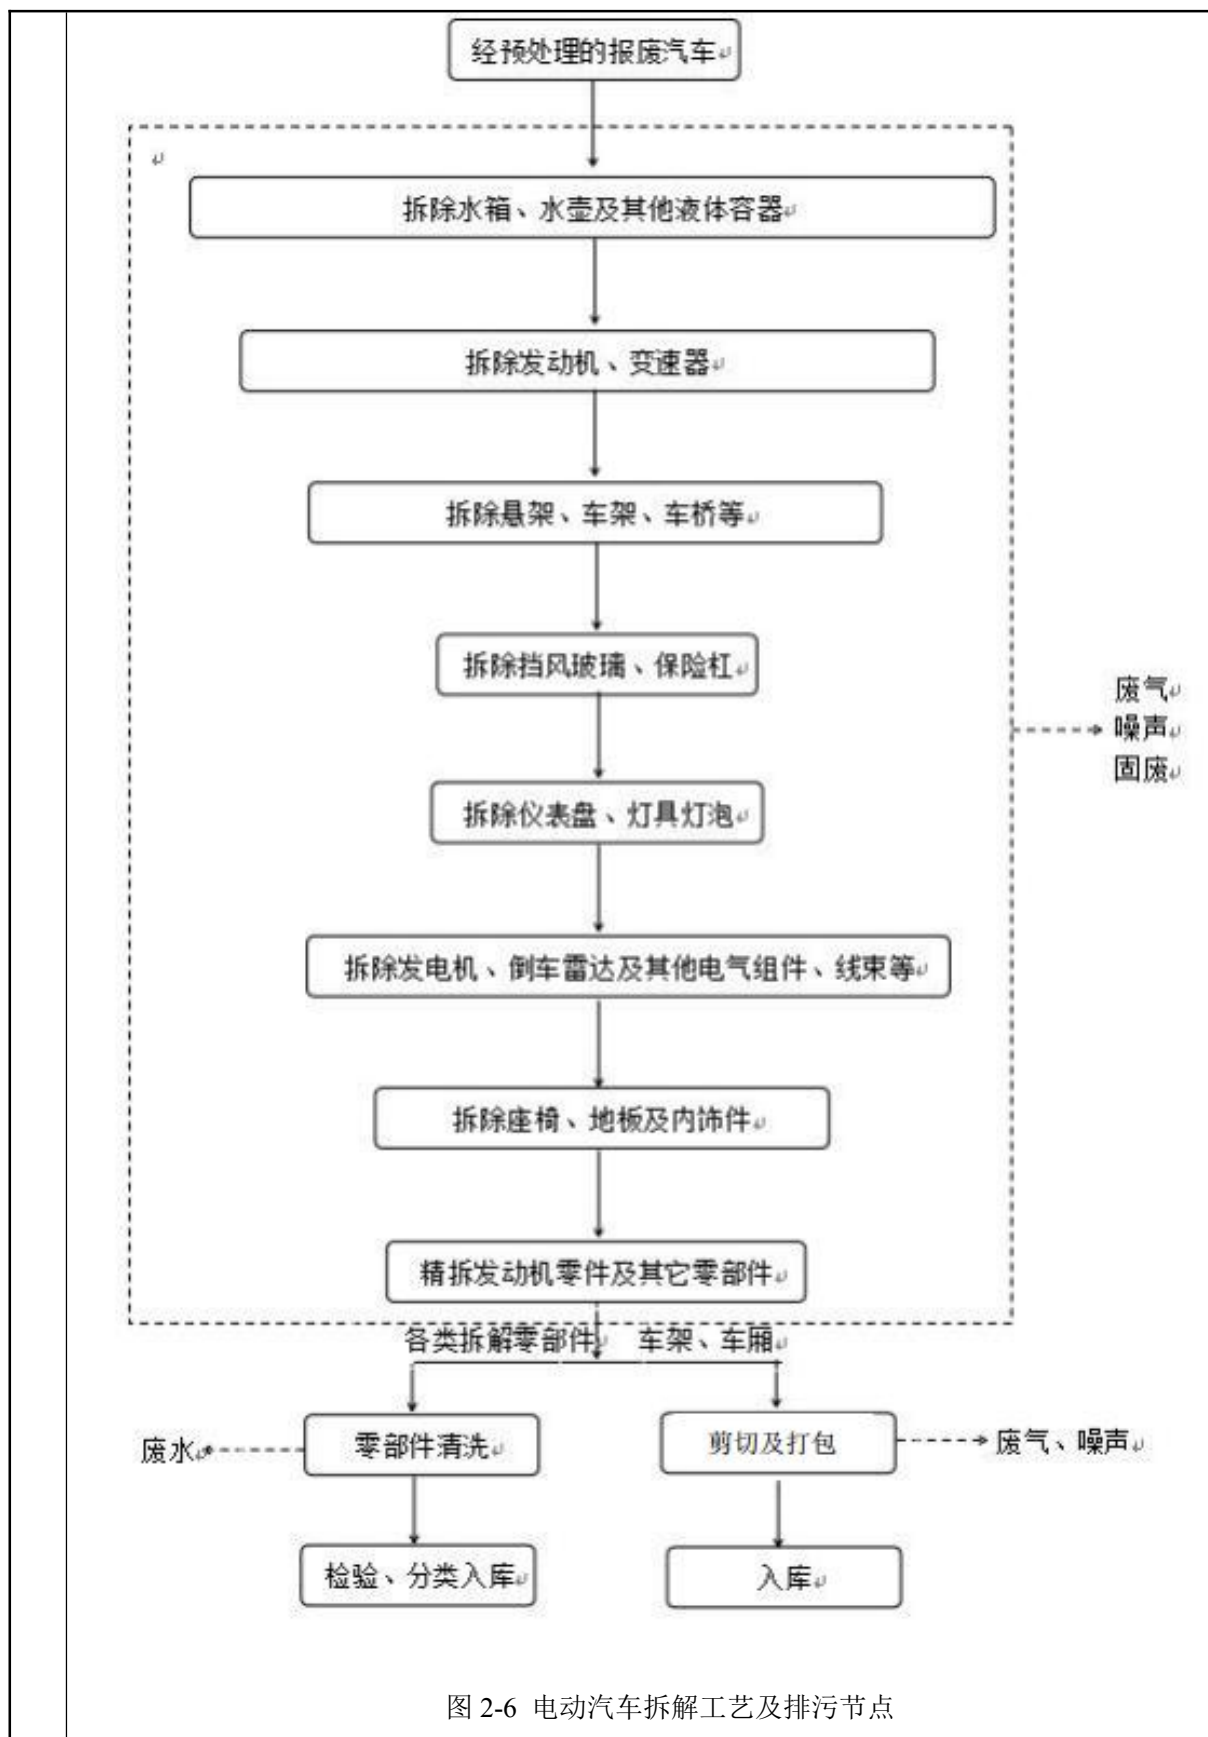 经预处理的报废汽车
拆除水箱、水壶及其他液体容器
拆除发动机、变速器
拆除悬架、车架、车桥等
拆除挡风玻璃、保险杠
废气
噪声
固废
拆除仪表盘、灯具灯泡
拆除发电机、倒车雷达及其他电气组件、线束等
拆除座椅、地板及内饰件
精拆发动机零件及其它零部件
各类拆解零部件 车架、车厢
废水 零部件清洗 剪切及打包 废气、噪声
检验、分类入库 入库
图 2-6 电动汽车拆解工艺及排污节点